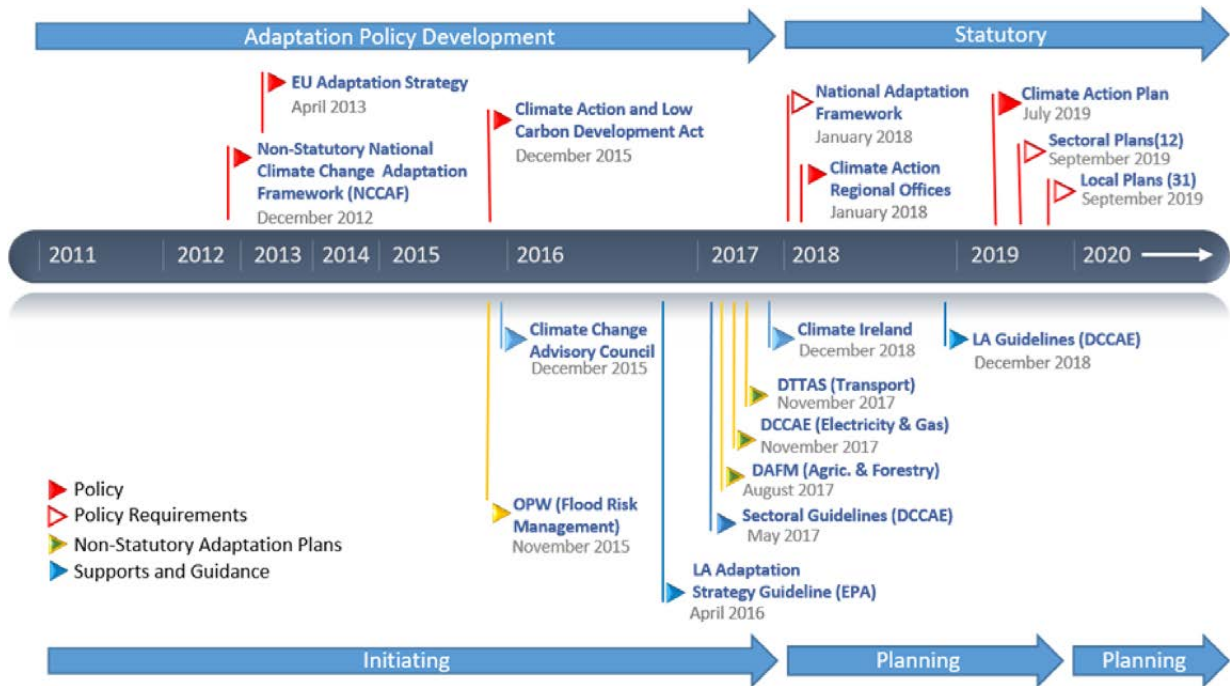 Adaptation Policy Development
Statutory
EU Adaptation Strategy
April 2013
Non-Statutory National
Climate Change Adaptation
Framework (NCCAF)
December 2012
Climate Action and Low
Carbon Development Act
December 2015
National Adaptation
Framework
January 2018
Climate Action
Regional Offices
January 2018
Climate Action Plan
July 2019
Sectoral Plans(12)
September 2019
Local Plans (31)
September 2019
2011
2012
2013
2014
2015
2016
2017
2018
2019
2020
Climate Change
Advisory Council
December 2015
Climate Ireland
December 2018
LA Guidelines (DCCAE)
December 2018
DTTAS (Transport)
November 2017
DCCAE (Electricity & Gas)
November 2017
DAFM (Agric. & Forestry)
August 2017
OPW (Flood Risk
Management)
November 2015
Sectoral Guidelines (DCCAE)
May 2017
LA Adaptation
Strategy Guideline (EPA)
April 2016
Policy
Policy Requirements
Non-Statutory Adaptation Plans
Supports and Guidance
Initiating
Planning
Planning